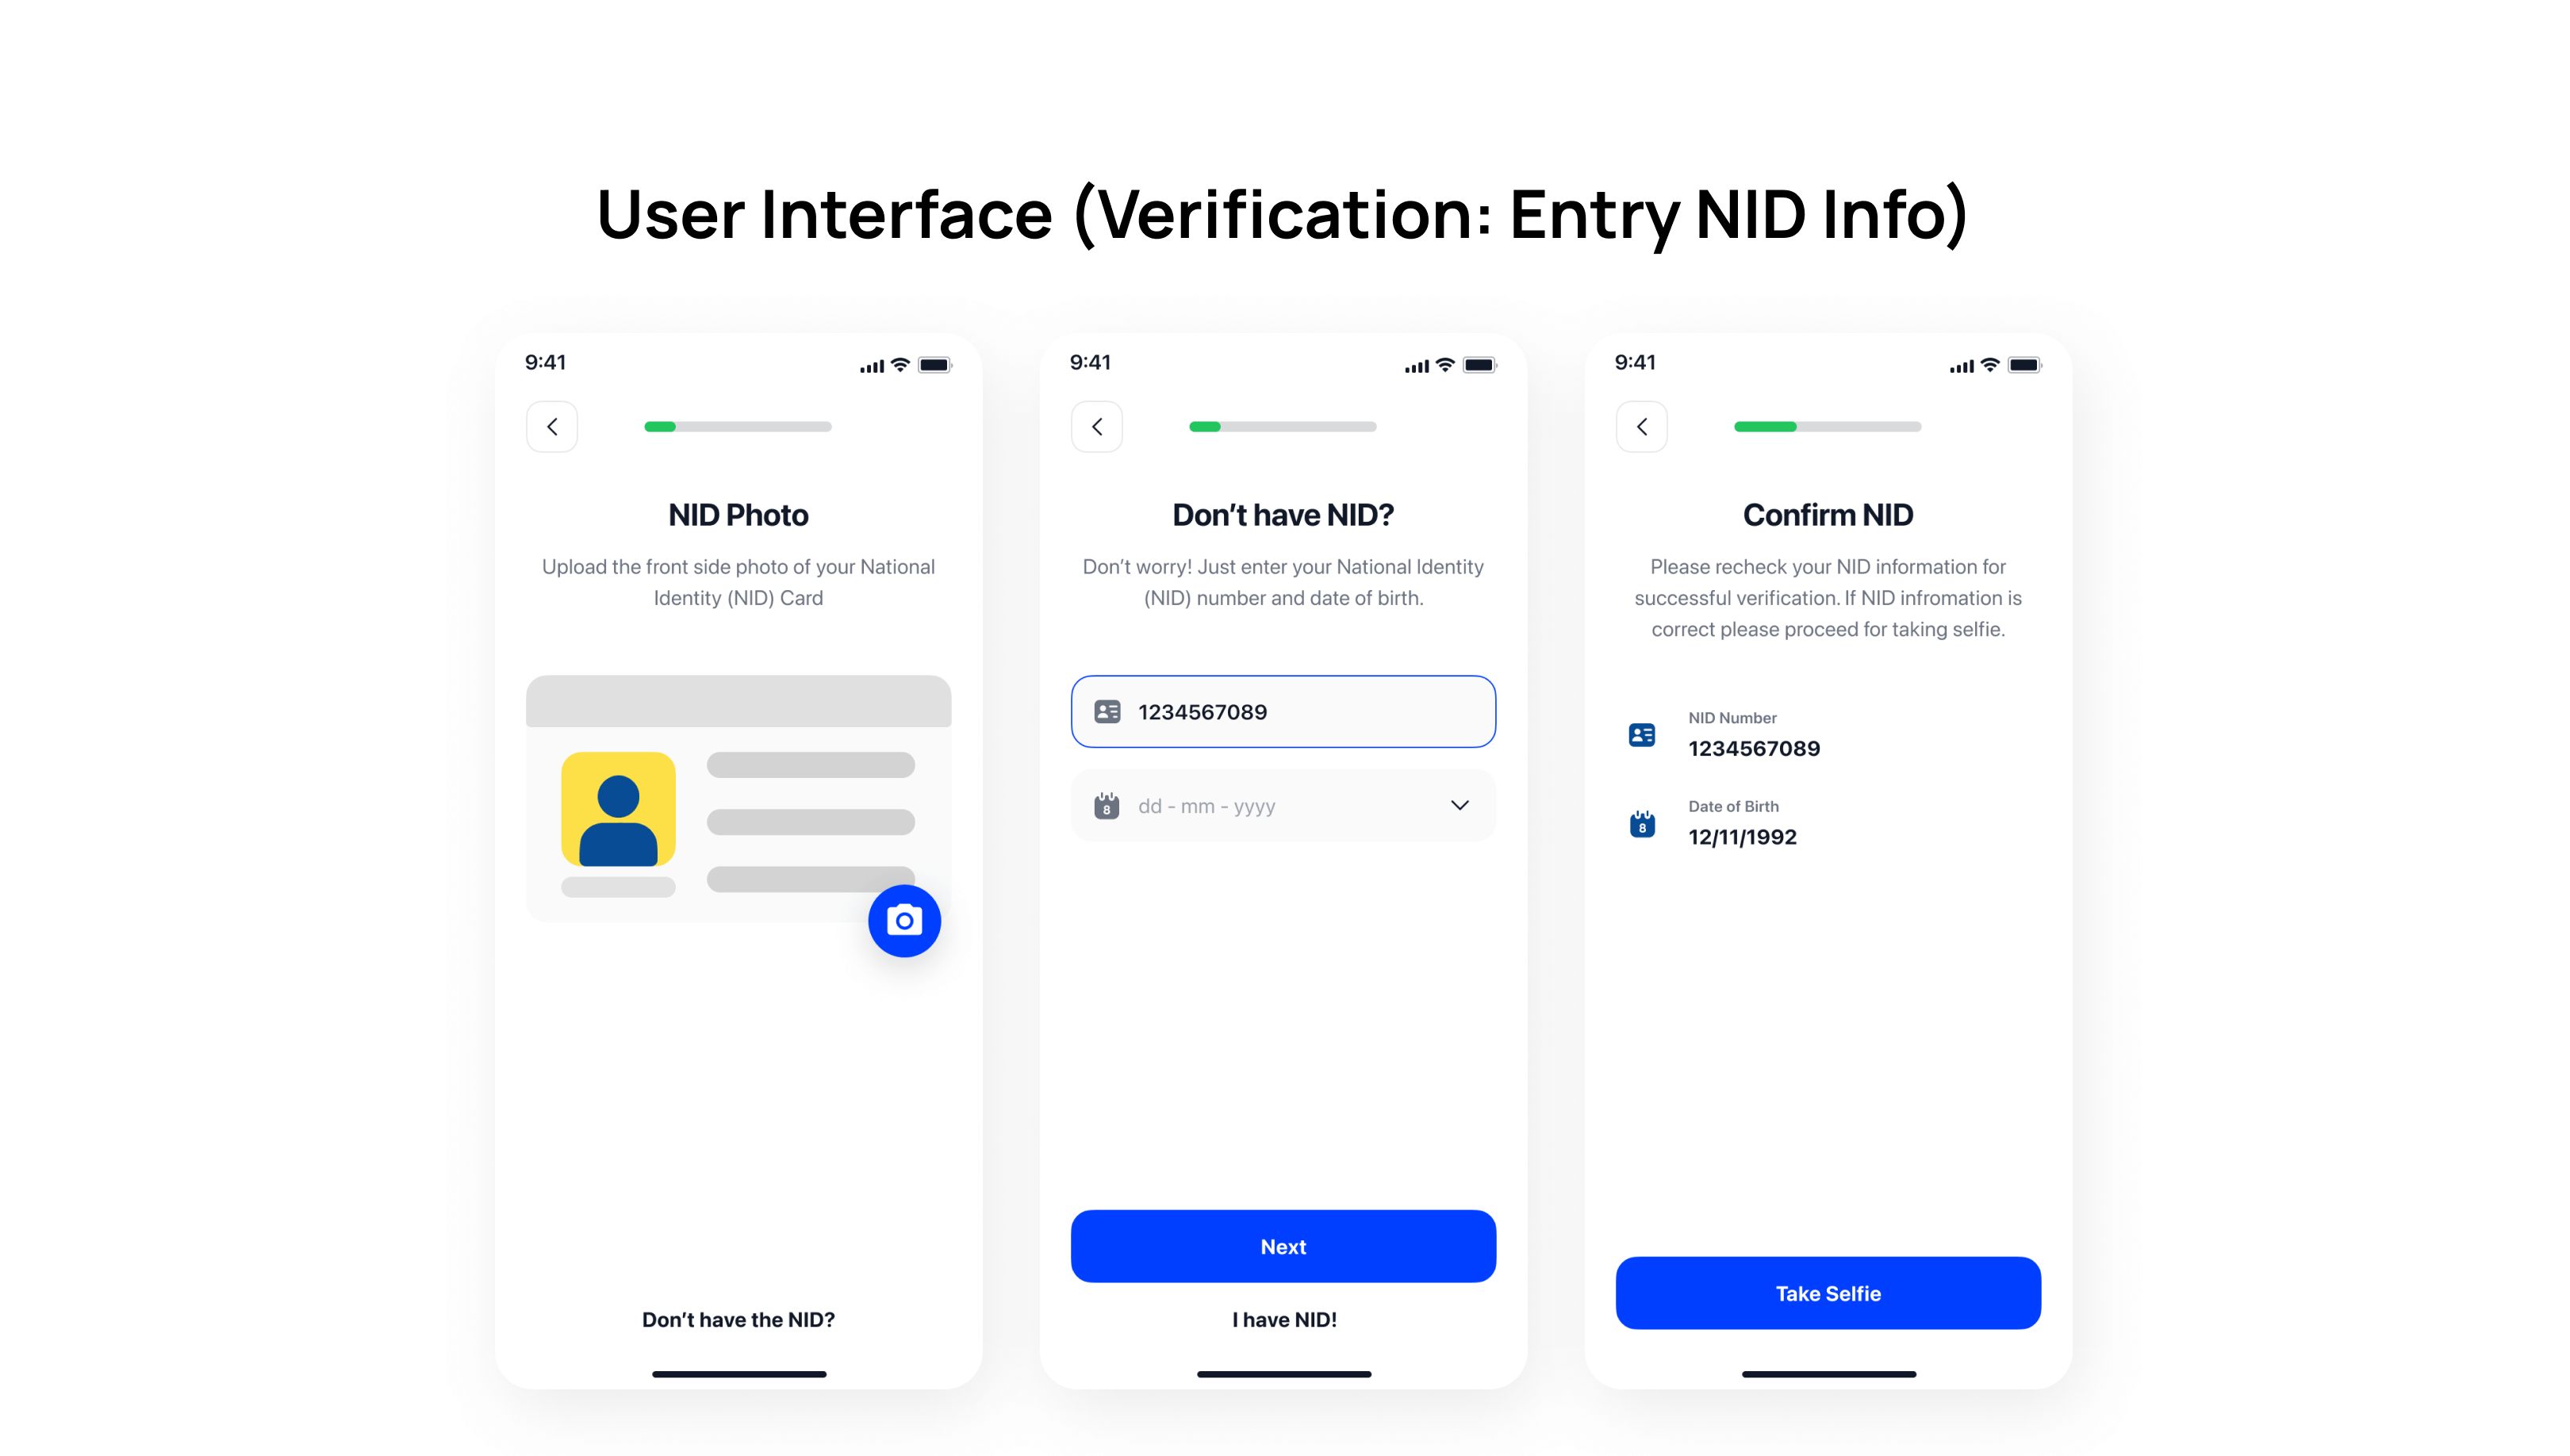 User Interface (Verification: Entry NID Info)
9:41
NID Photo
Upload the front side photo of your National
Identity (NID) Card
Don't have the NID?
9:41
Don't have NID?
Don't worry! Just enter your National Identity
(NID) number and date of birth.
1234567089
8
dd - mm - yyyy
Next
I have NID!
9:41
Confirm NID
Please recheck your NID information for
successful verification. If NID infromation is
correct please proceed for taking selfie.
NID Number
1234567089
8
Date of Birth
12/11/1992
Take Selfie